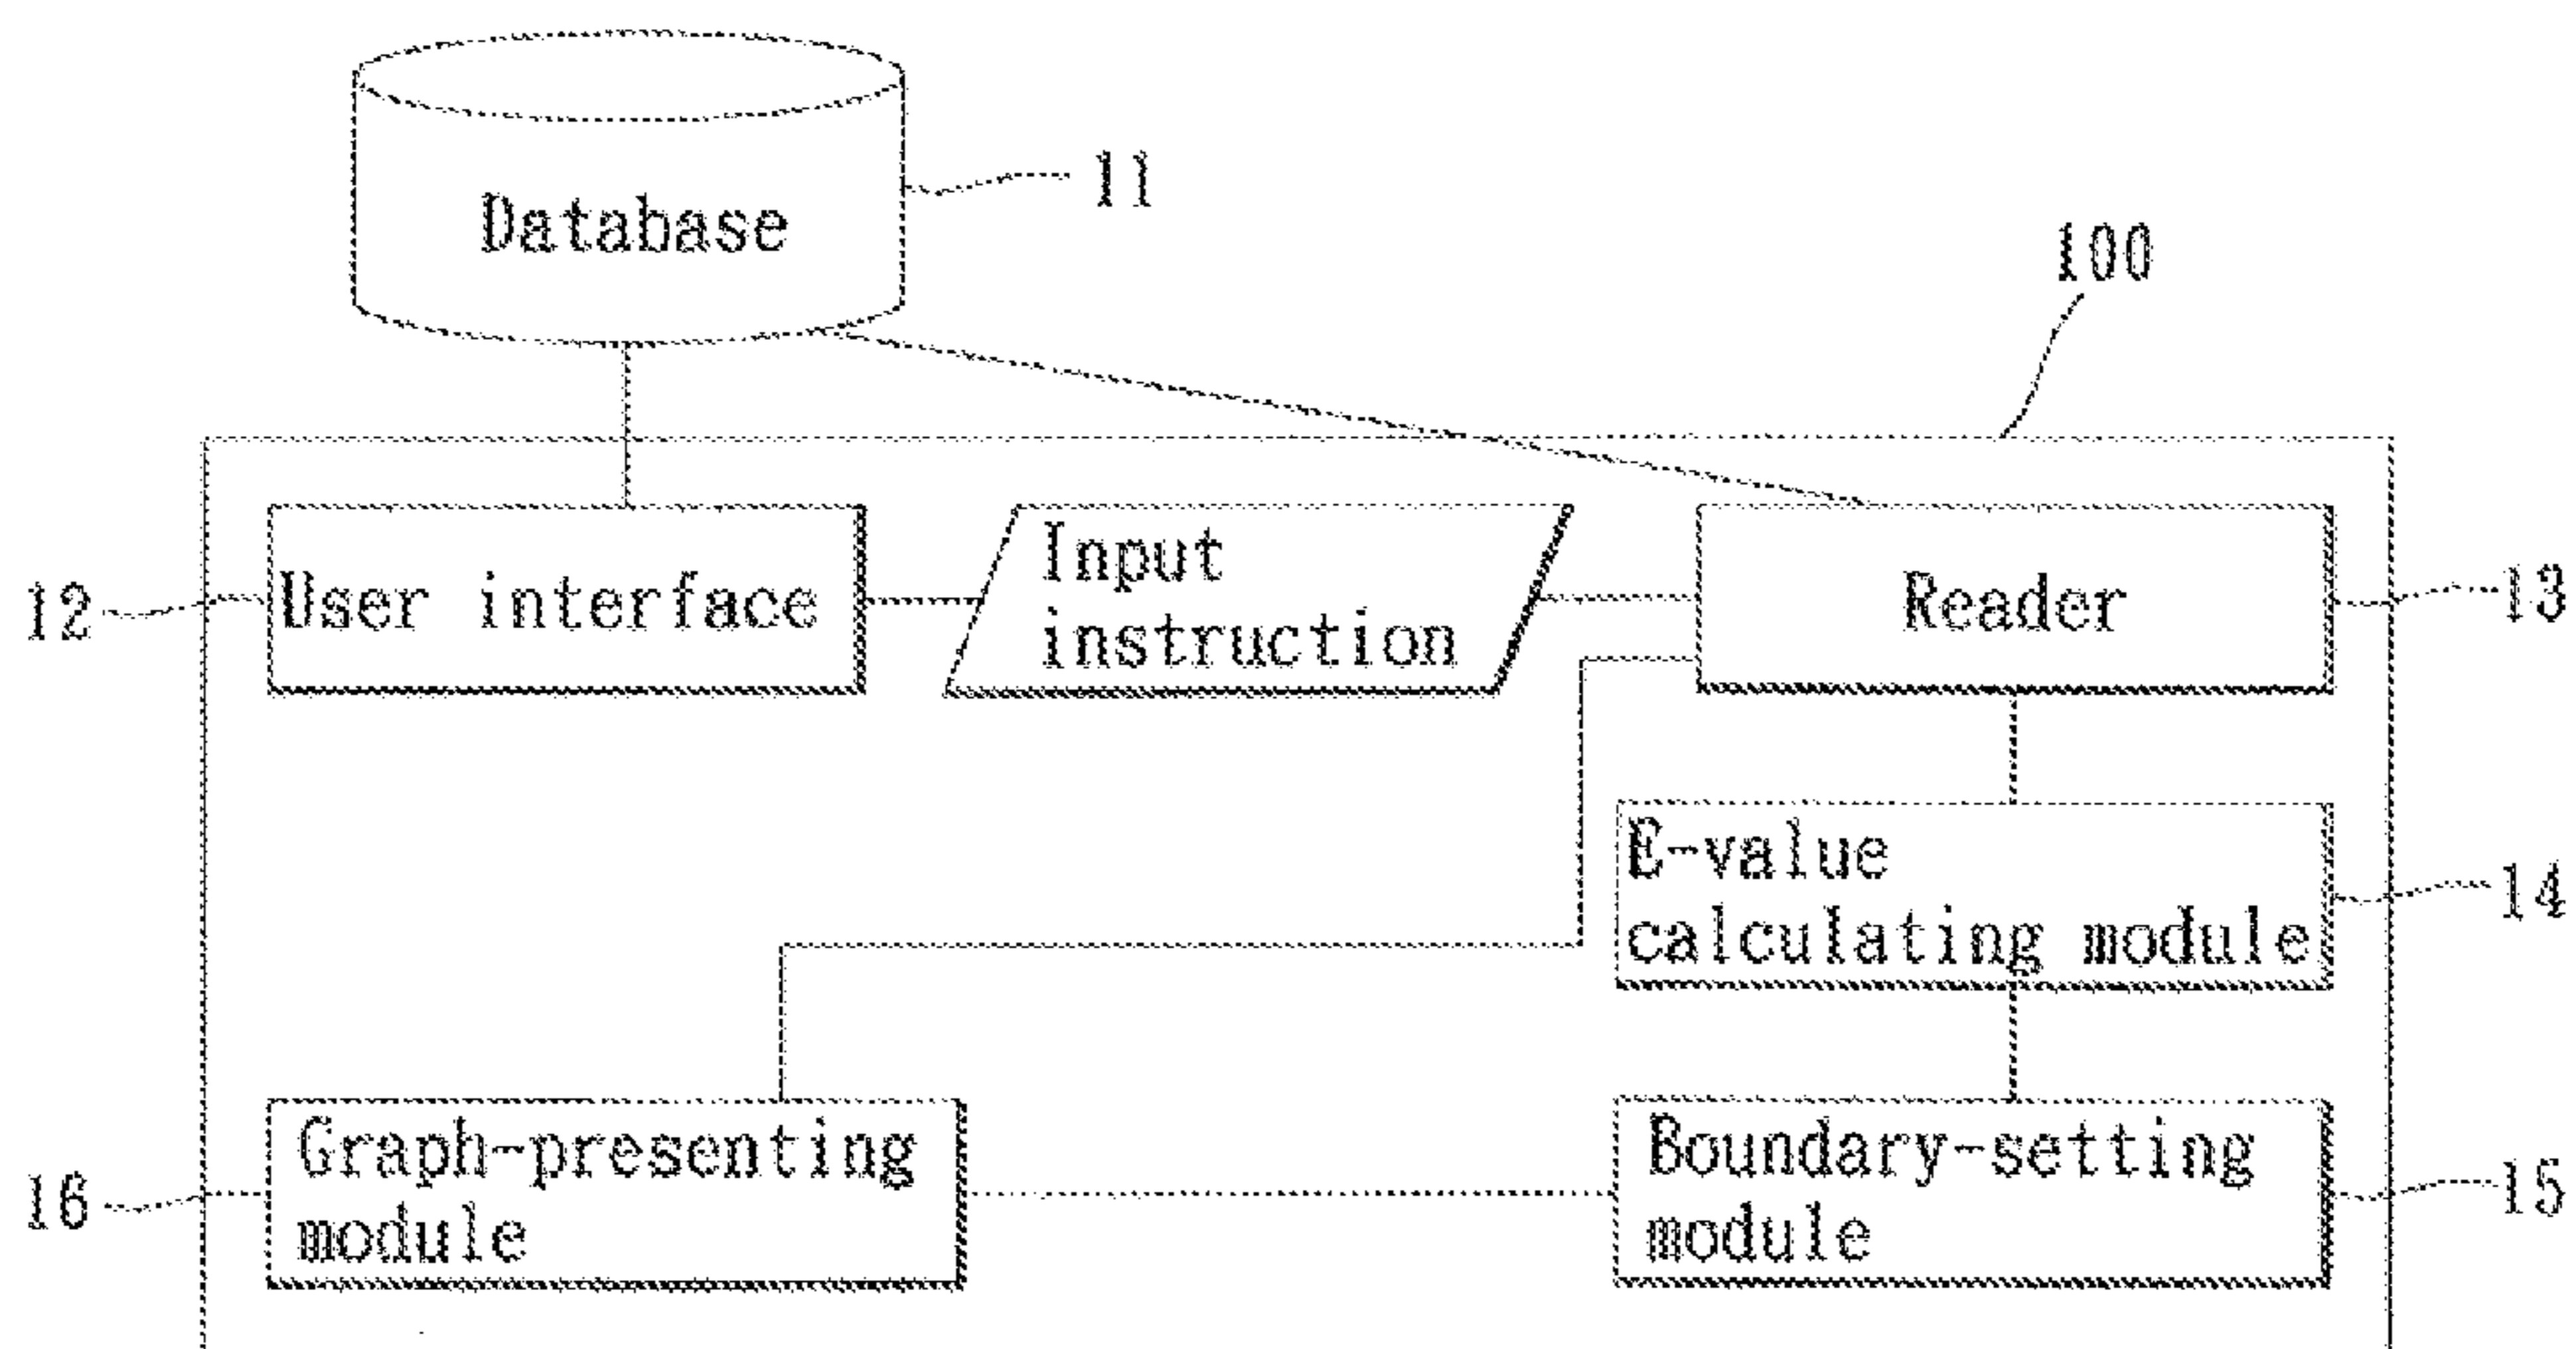 Database
11
100
12
User interface
Input
instruction
Reader
13
E-value
calculating module
14
16
Graph-presenting
module
Boundary-setting
module
15